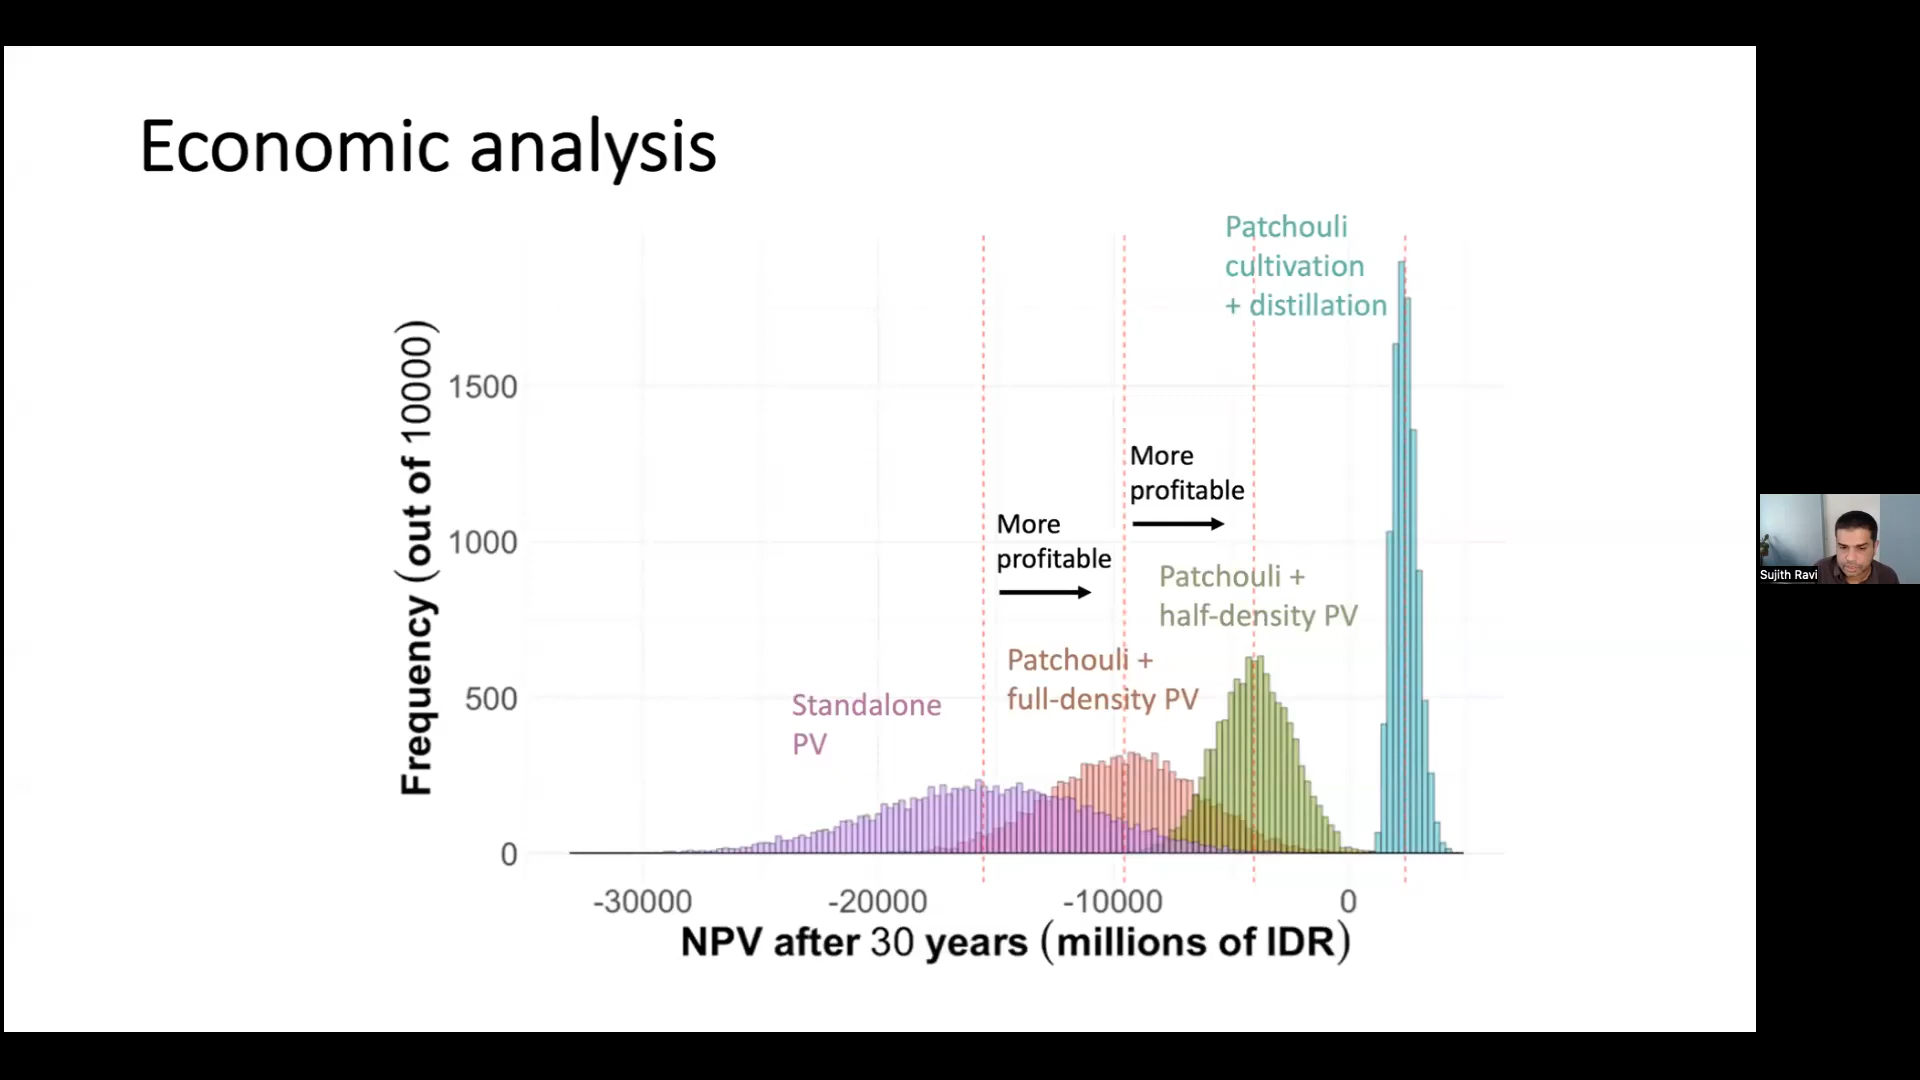 Economic analysis
Patchouli
cultivation
+ distillation
Frequency (out of 10000)
1500
1000
500
0
More
profitable
More
profitable
Patchouli +
half-density PV
Patchouli +
full-density PV
Standalone
PV
-30000
-20000
-10000
0
NPV after 30 years (millions of IDR)
Sujith Ravi